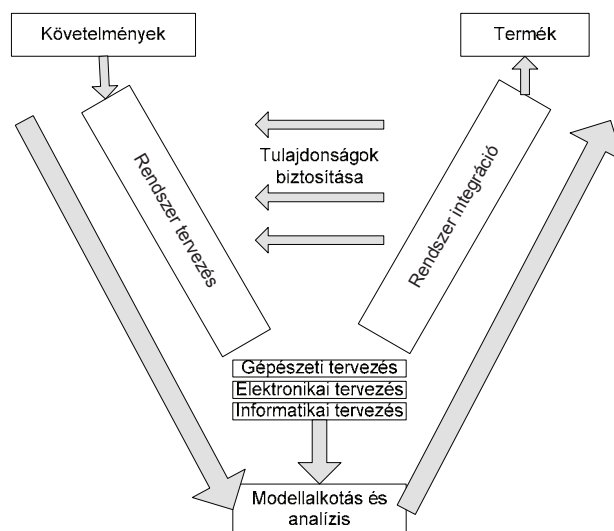 Követelmények
Termék
Rendszer tervezés
Tulajdonságok
biztosítása
Rendszer integráció
Gépészeti tervezés
Elektronikai tervezés
Informatikai tervezés
Modellalkotás és
analízis